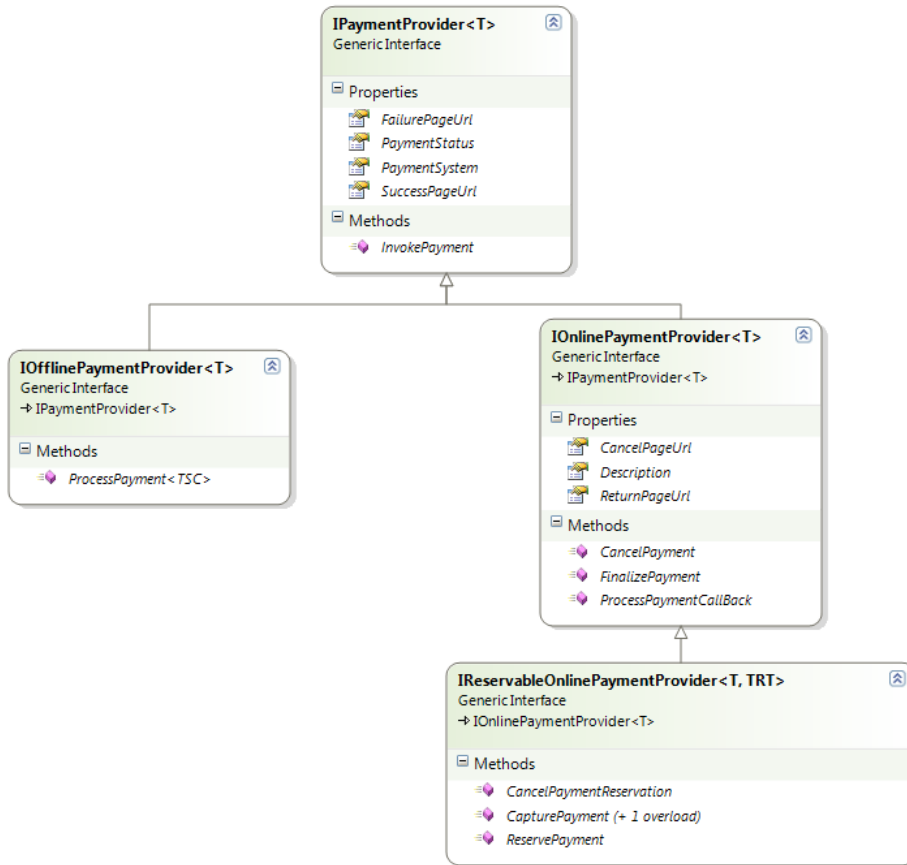 IPaymentProvider<T>
Generic Interface
Properties
FailurePageUrl
PaymentStatus
PaymentSystem
SuccessPageUrl
Methods
InvokePayment
IOfflinePaymentProvider<T>
Generic Interface
IPaymentProvider<T>
Methods
ProcessPayment<TSC>
IOnlinePaymentProvider<T>
Generic Interface
IPaymentProvider<T>
Properties
CancelPageUrl
Description
ReturnPageUrl
Methods
CancelPayment
FinalizePayment
ProcessPaymentCallBack
IReservableOnlinePaymentProvider<T, TRT>
Generic Interface
IOnlinePaymentProvider<T>
Methods
CancelPaymentReservation
CapturePayment (+ 1 overload)
ReservePayment